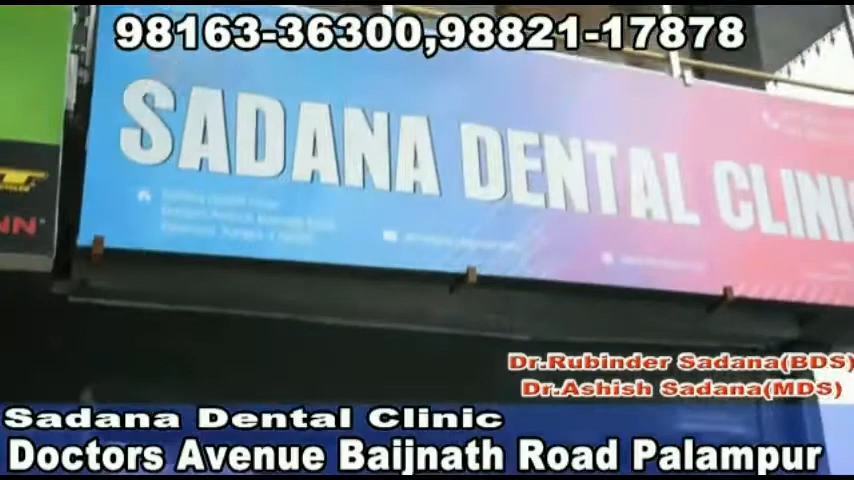 98163-36300,98821-17878
SADANA DENTAL CLINI
NN
Dr.Rubinder Sadana(BDS)
Dr.Ashish Sadana(MDS)
Sadana Dental Clinic
Doctors Avenue Baijnath Road Palampur